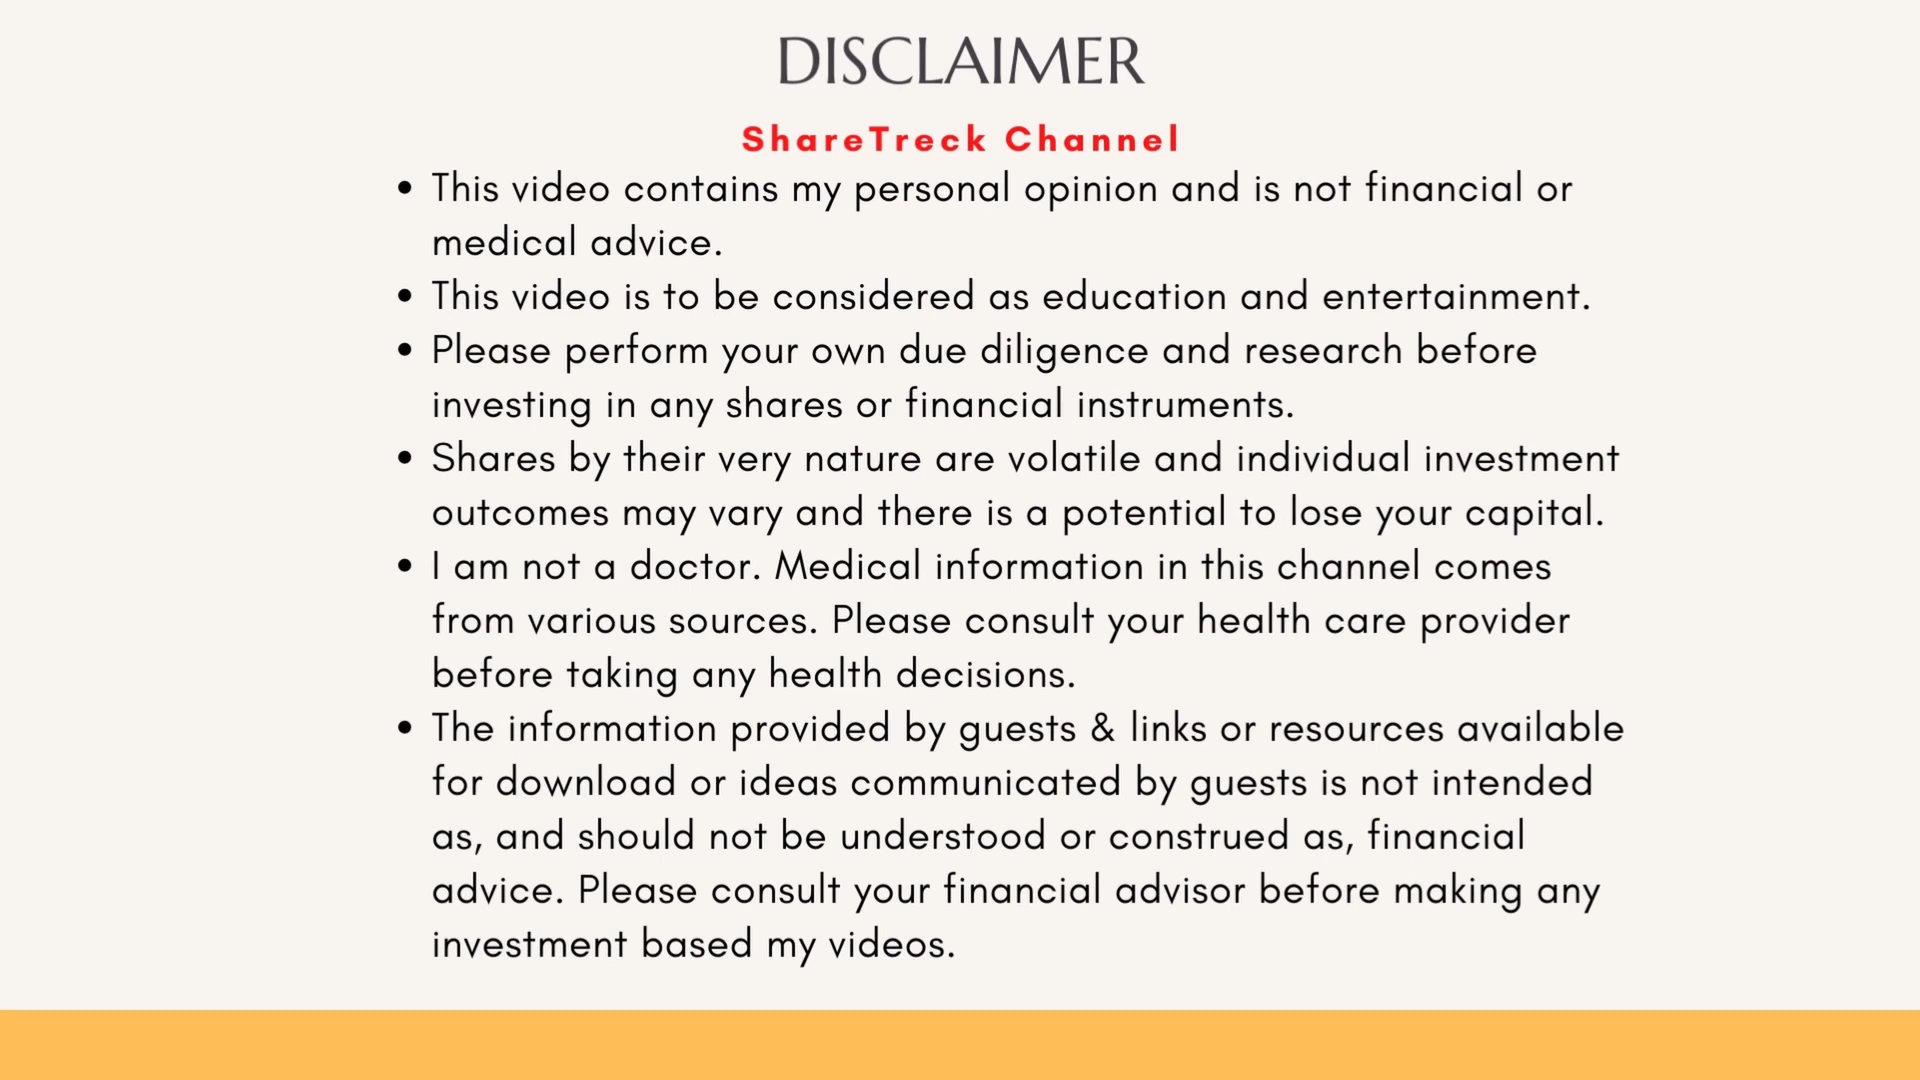 DISCLAIMER
ShareTreck Channel
• This video contains my personal opinion and is not financial or
medical advice.
• This video is to be considered as education and entertainment.
• Please perform your own due diligence and research before
investing in any shares or financial instruments.
• Shares by their very nature are volatile and individual investment
outcomes may vary and there is a potential to lose your capital.
• I am not a doctor. Medical information in this channel comes
from various sources. Please consult your health care provider
before taking any health decisions.
• The information provided by guests & links or resources available
for download or ideas communicated by guests is not intended
as, and should not be understood or construed as, financial
advice. Please consult your financial advisor before making any
investment based my videos.